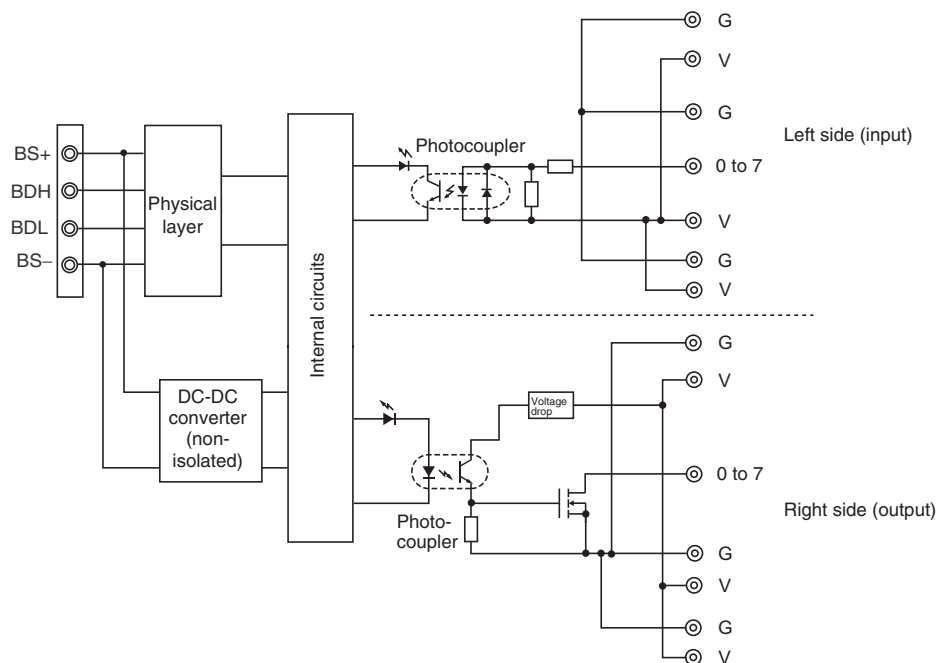 BS+
BDH
BDL
BS–
Physical
layer
DC-DC
converter
(non-
isolated)
Internal circuits
Photocoupler
G
V
G
0 to 7
V
G
V
Left side (input)
Voltage
drop
Photo-
coupler
G
V
0 to 7
G
V
G
V
Right side (output)